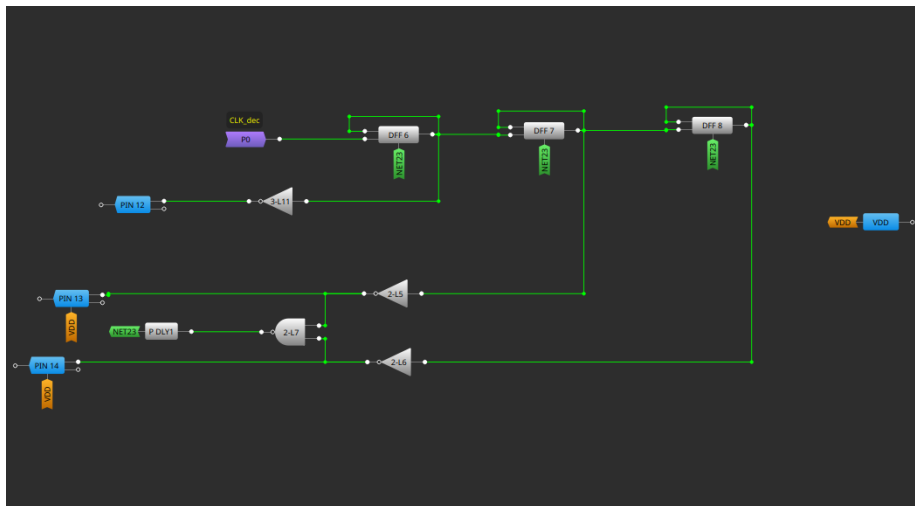 CLK_dec
P0
DFF 6
DFF 7
DFF 8
NET23
NET23
NET23
PIN 12
3-L11
VDD
VDD
PIN 13
2-L5
VDD
NET23
P DLY1
2-L7
PIN 14
2-L6
VDD